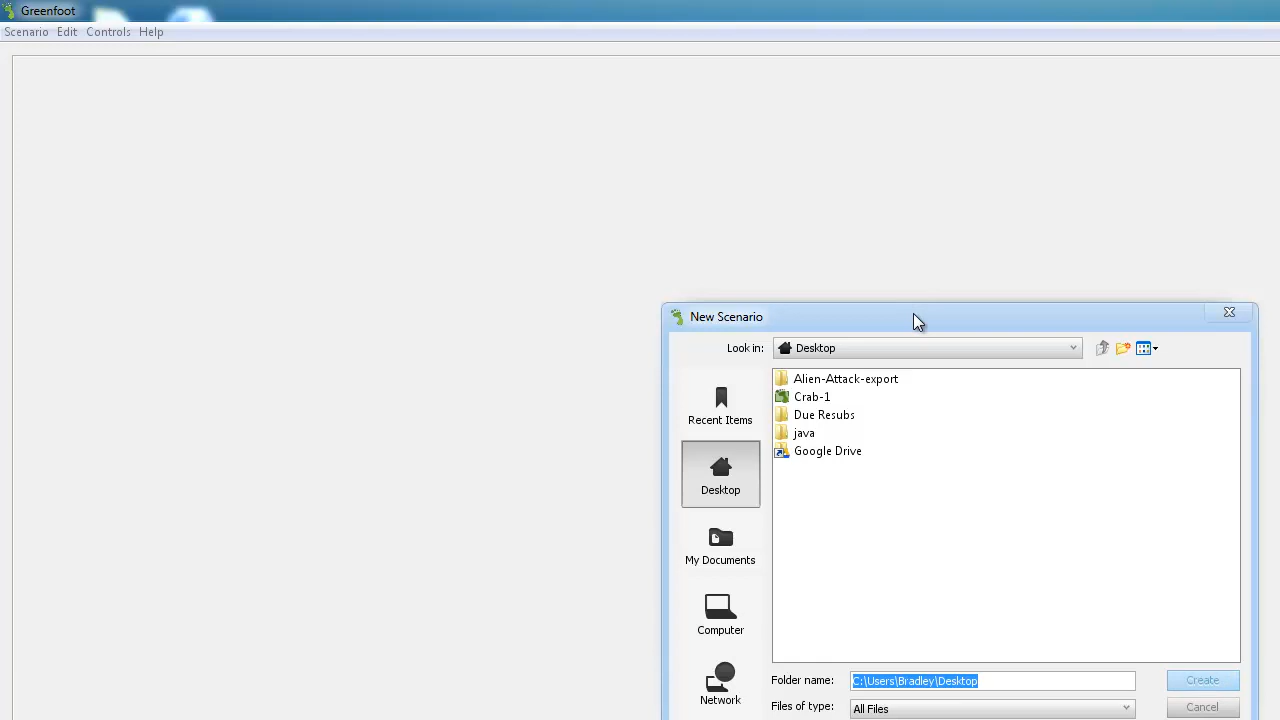 Greenfoot
Scenario Edit Controls Help
New Scenario
Look in: Desktop
Alien-Attack-export
Crab-1
Due Resubs
java
Google Drive
Recent Items
Desktop
My Documents
Computer
Network
Folder name: C:\Users\Bradley\Desktop Create
Files of type: All Files Cancel